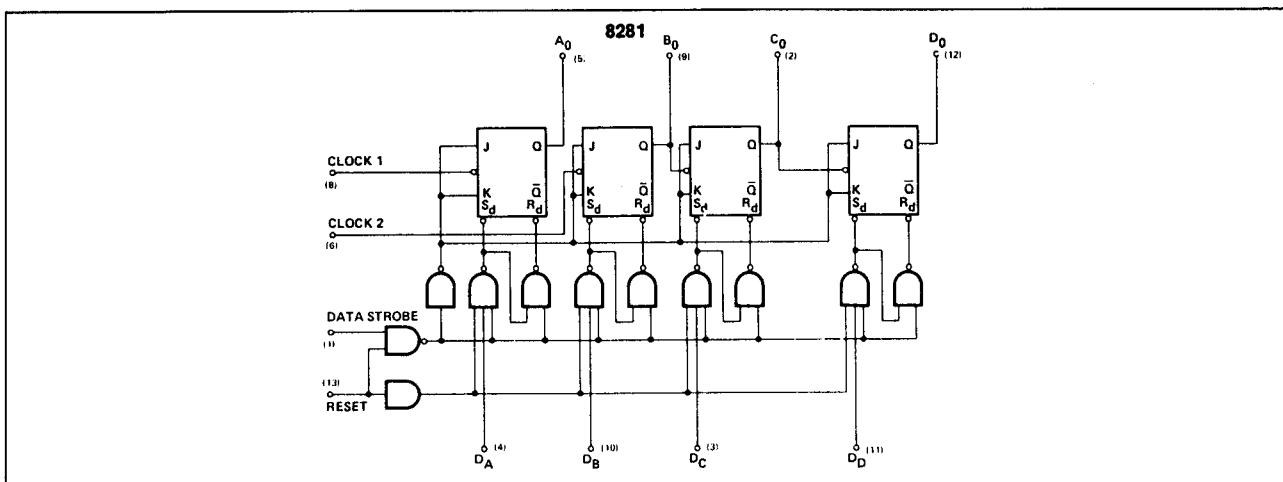 8281
A0 B0 C0 D0
(5) (9) (2) (12)
J Q J Q J Q J Q
CLOCK 1
(8)
K Q̅ K Q̅ K Q̅ K Q̅
Sd Rd Sd Rd Sd Rd Sd Rd
CLOCK 2
(6)
DATA STROBE
(1)
(13)
RESET
(4) (10) (3) (11)
DA DB DC DD